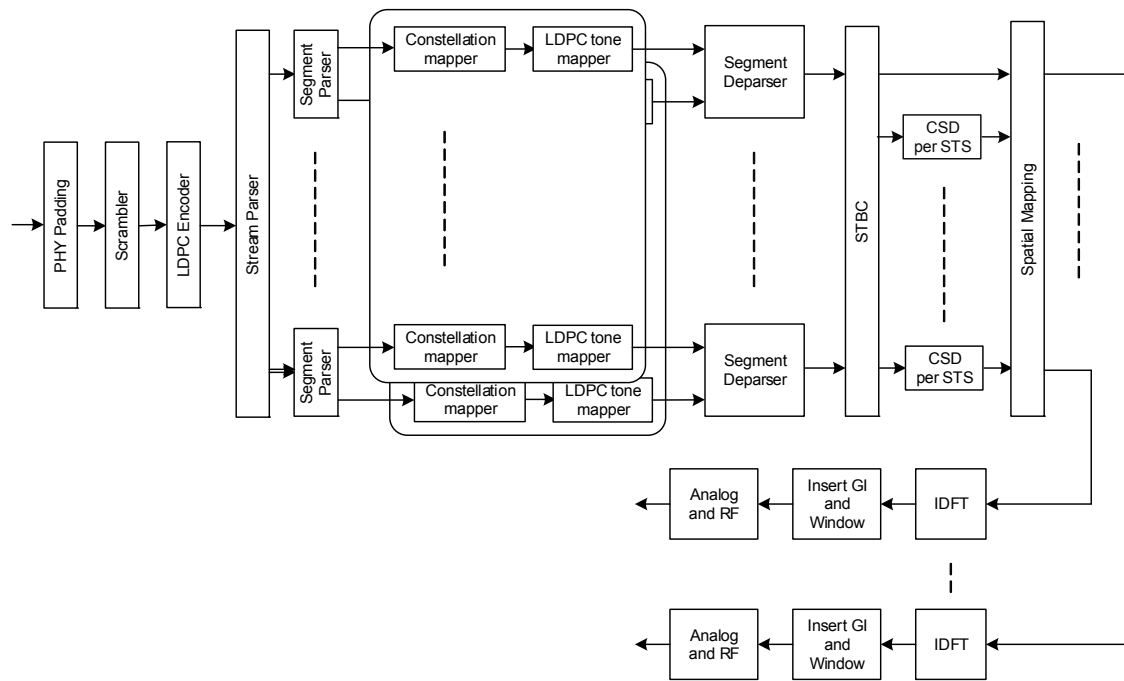 PHY Padding
Scrambler
LDPC Encoder
Stream Parser
Segment
Parser
Constellation
mapper
LDPC tone
mapper
Segment
Deparser
STBC
CSD
per STS
Spatial Mapping
Segment
Parser
Constellation
mapper
LDPC tone
mapper
Constellation
mapper
LDPC tone
mapper
Segment
Deparser
CSD
per STS
Analog
and RF
Insert GI
and
Window
IDFT
Analog
and RF
Insert GI
and
Window
IDFT